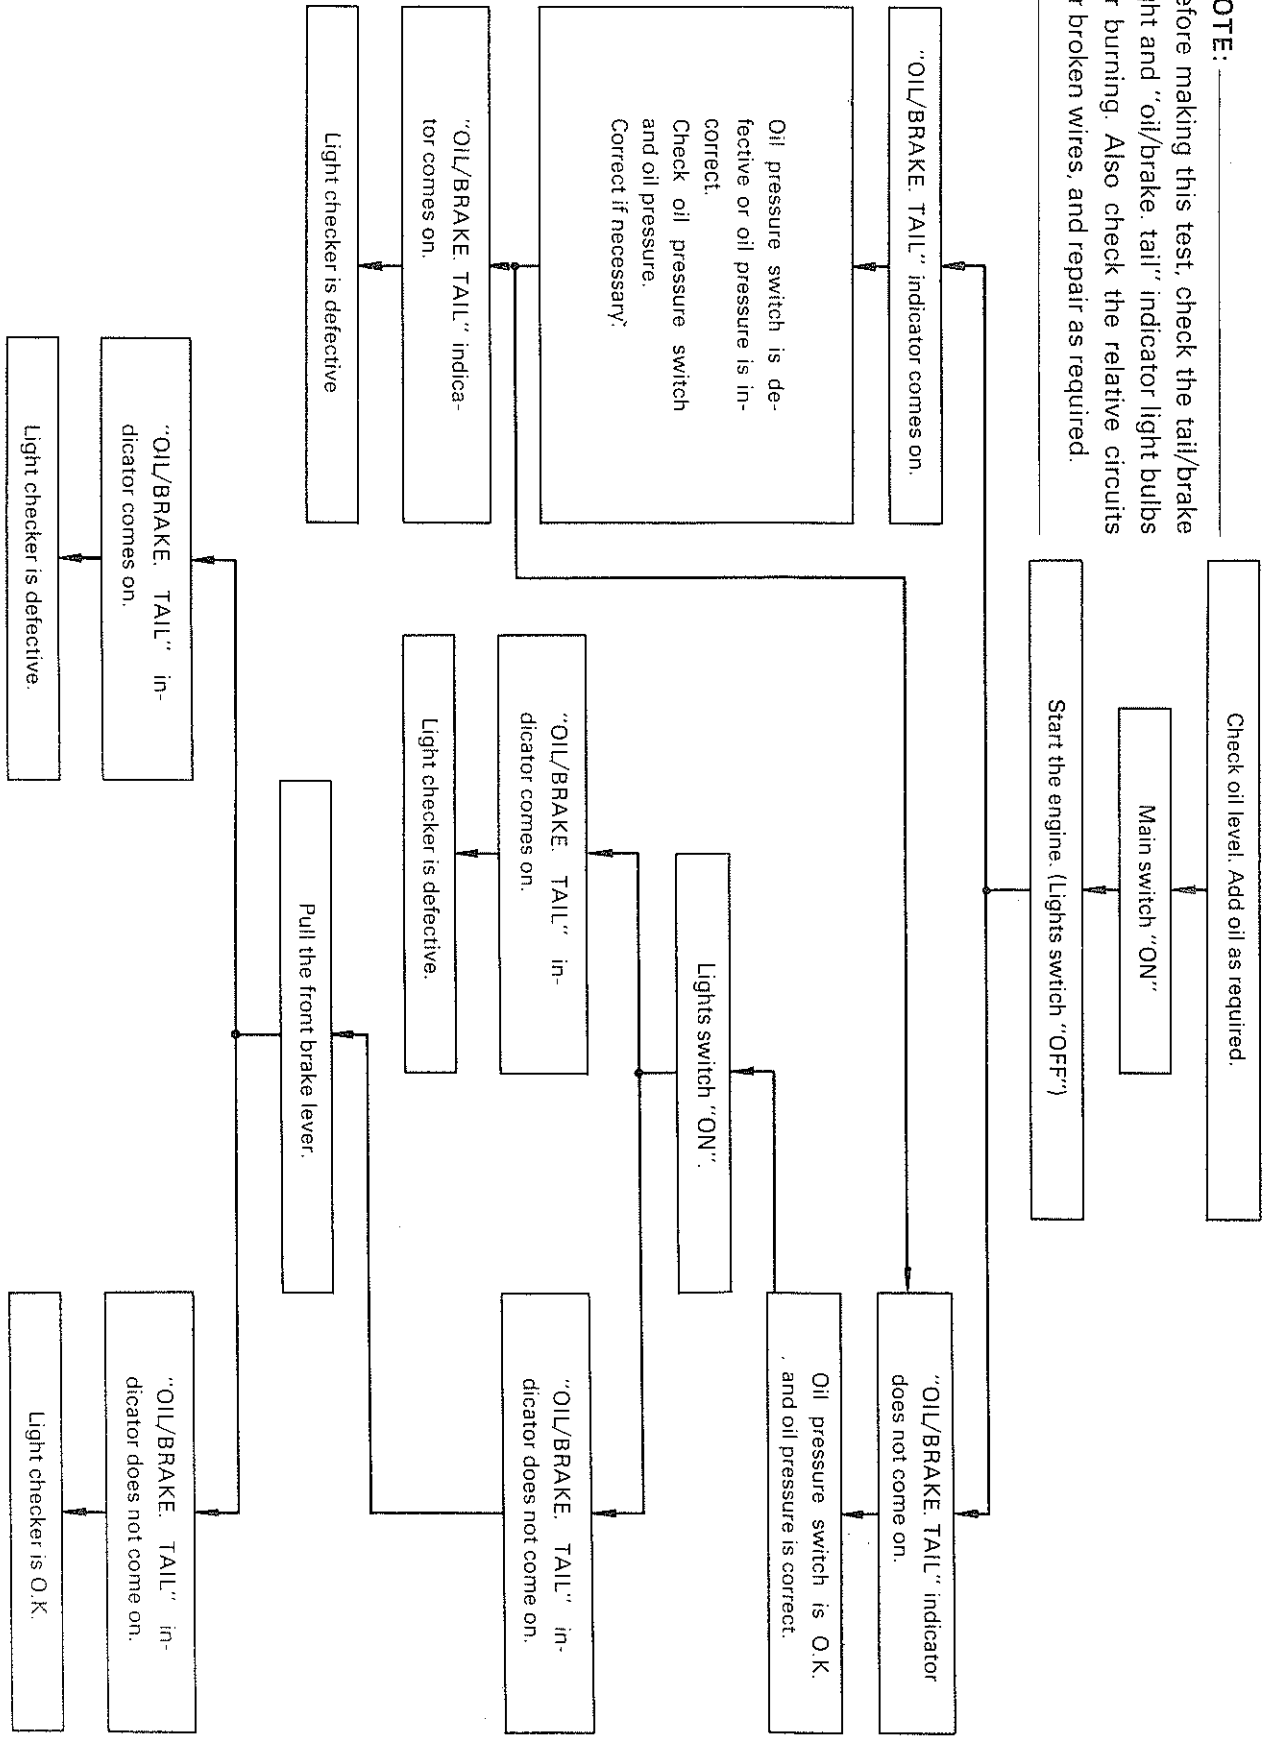 OTE:
efore making this test, check the tail/brake
ght and "oil/brake. tail" indicator light bulbs
r burning. Also check the relative circuits
r broken wires, and repair as required.
Check oil level. Add oil as required.
Main switch "ON"
Start the engine. (Lights swtich "OFF")
"OIL/BRAKE. TAIL" indicator comes on.
"OIL/BRAKE. TAIL" indicator
does not come on.
Oil pressure switch is de-
fective or oil pressure is in-
correct.
Check oil pressure switch
and oil pressure.
Correct if necessary.
Oil pressure switch is O.K.
, and oil pressure is correct.
Lights switch "ON".
"OIL/BRAKE. TAIL" indica-
tor comes on.
Light checker is defective
"OIL/BRAKE. TAIL" in-
dicator comes on.
Light checker is defective.
"OIL/BRAKE. TAIL" in-
dicator does not come on.
Pull the front brake lever.
"OIL/BRAKE. TAIL" in-
dicator comes on.
Light checker is defective.
"OIL/BRAKE. TAIL" in-
dicator does not come on.
Light checker is O.K.